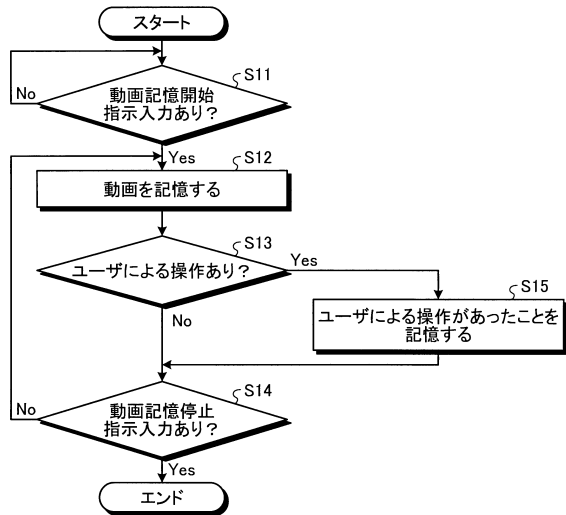 スタート
S11
動画記憶開始
指示入力あり？
No
Yes
S12
動画を記憶する
S13
ユーザによる操作あり？
Yes
No
S15
ユーザによる操作があったことを
記憶する
S14
動画記憶停止
指示入力あり？
No
Yes
エンド